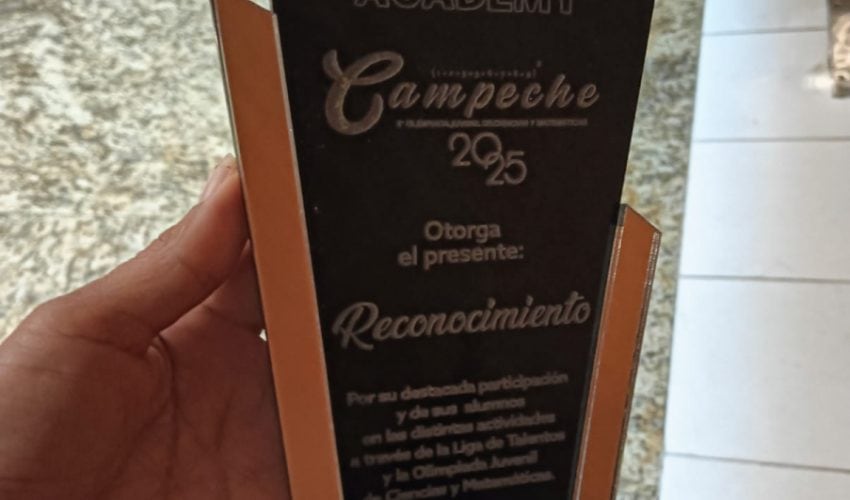 ACADEMY
Campeche
2025
Otorga
el presente:
Reconocimiento
Por su destacada participación
y de sus alumnos
en las distintas actividades
a través de la Liga de Talentos
y la Olimpiada Juvenil
de Ciencias y Matemáticas.